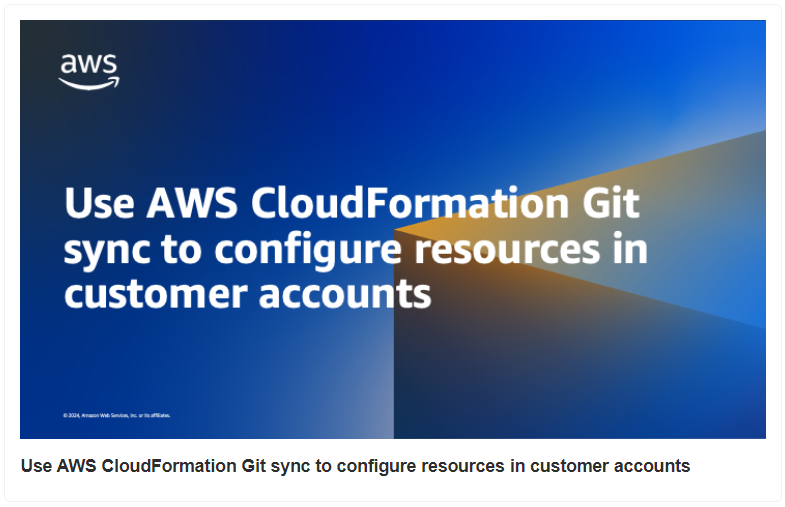 aws
Use AWS CloudFormation Git
sync to configure resources in
customer accounts
© 2024, Amazon Web Services, Inc. or its affiliates.
Use AWS CloudFormation Git sync to configure resources in customer accounts